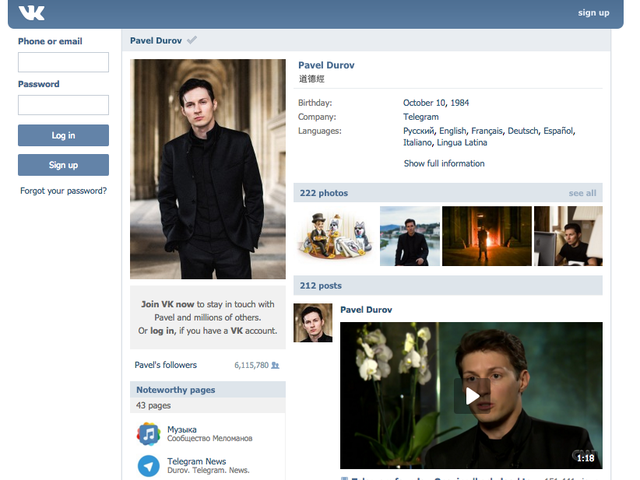 VK
sign up
Phone or email
Password
Log in
Sign up
Forgot your password?
Pavel Durov
Pavel Durov
道德經
Birthday: October 10, 1984
Company: Telegram
Languages: Русский, English, Français, Deutsch, Español,
Italiano, Lingua Latina
Show full information
222 photos see all
212 posts
Join VK now to stay in touch with
Pavel and millions of others.
Or log in, if you have a VK account.
Pavel's followers 6,115,780
Noteworthy pages
43 pages
Музыка
Сообщество Меломанов
Telegram News
Durov. Telegram. News.
Pavel Durov
1:18